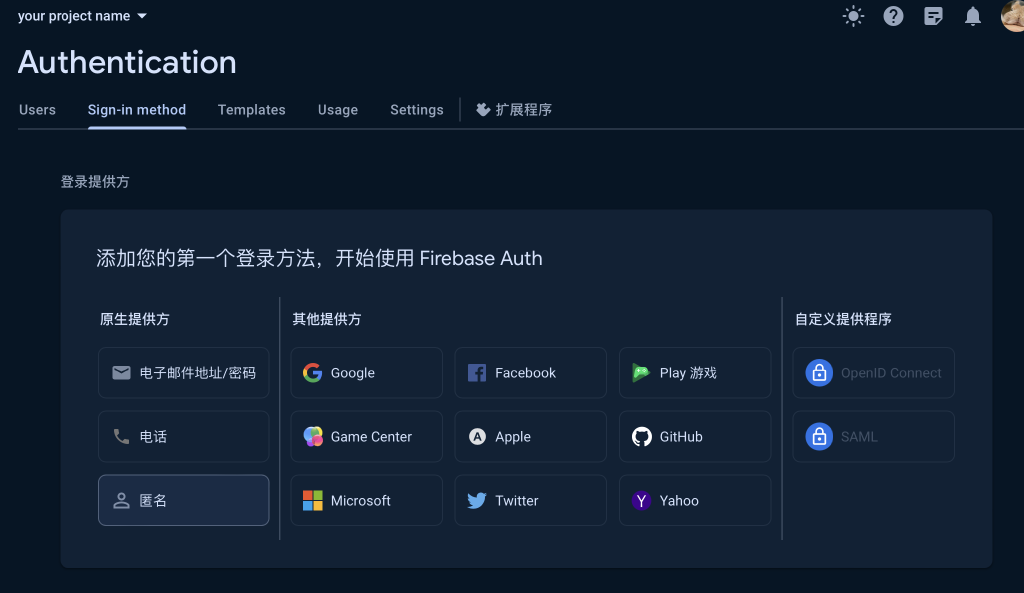 your project name
Authentication
Users Sign-in method Templates Usage Settings 扩展程序
登录提供方
添加您的第一个登录方法，开始使用 Firebase Auth
原生提供方 其他提供方 自定义提供程序
电子邮件地址/密码 Google Facebook Play 游戏 OpenID Connect
电话 Game Center Apple GitHub SAML
匿名 Microsoft Twitter Yahoo